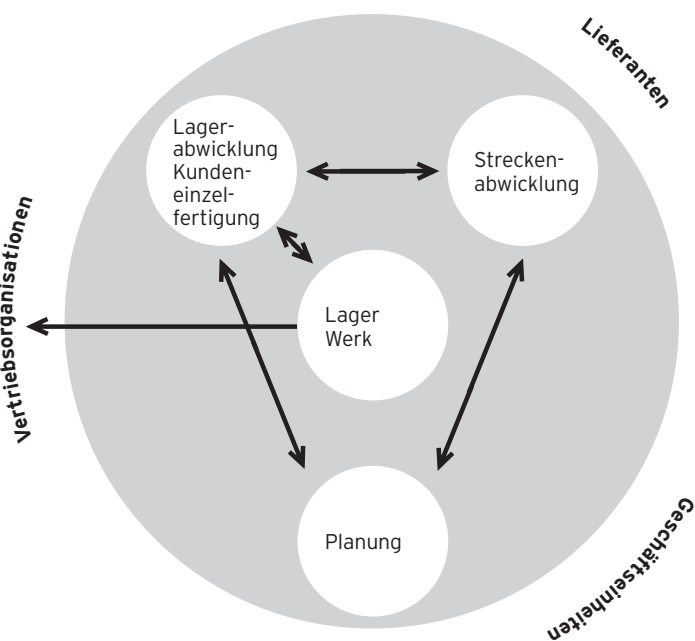 Lieferanten
Lager-
abwicklung
Kunden-
einzel-
fertigung
Strecken-
abwicklung
Vertriebsorganisationen
Lager
Werk
Planung
Geschäftseinheiten